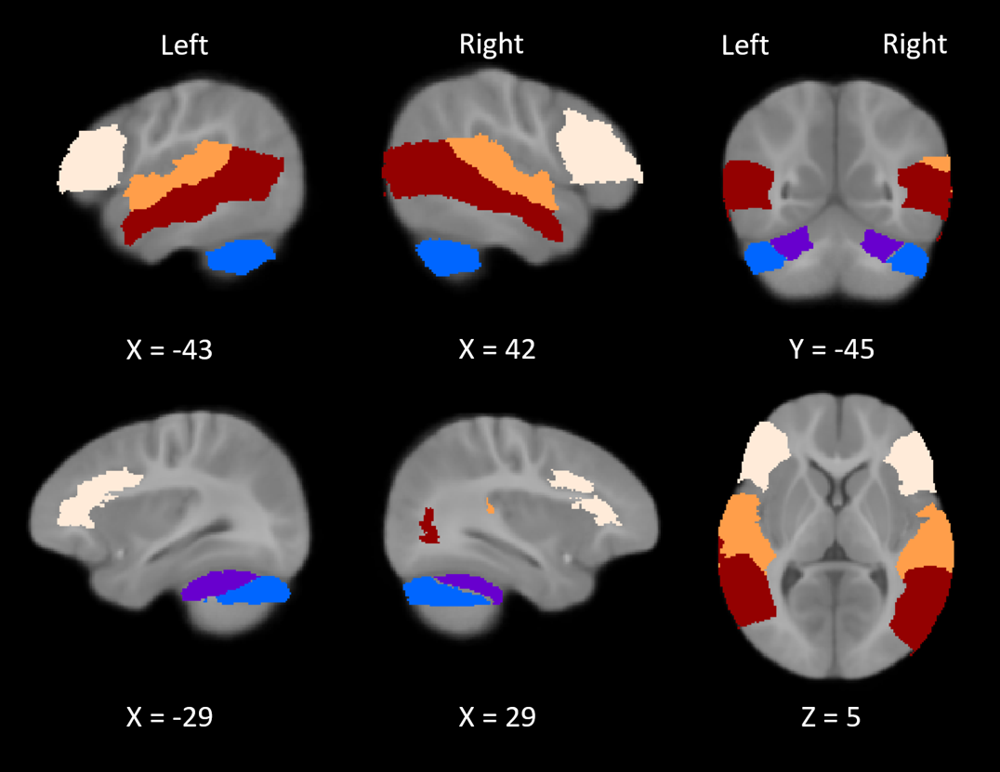 Left
Right
Left
Right
X = -43
X = 42
Y = -45
X = -29
X = 29
Z = 5